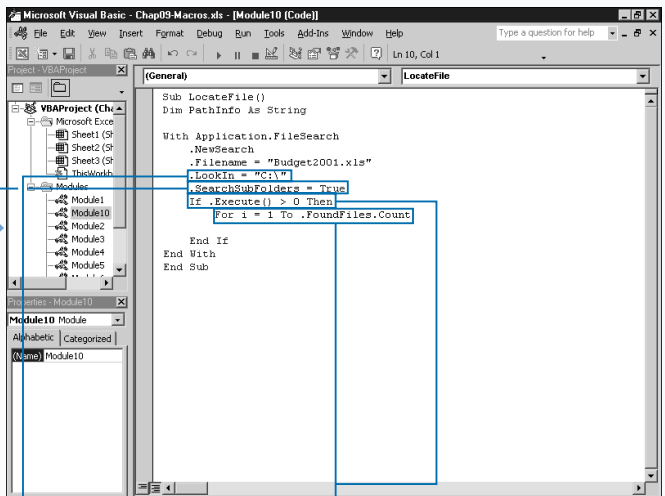 Microsoft Visual Basic - Chap09-Macros.xls - [Module10 (Code)]
File Edit View Insert Format Debug Run Tools Add-Ins Window Help
Type a question for help
Ln 10, Col 1
Project - VBAProject
(General)
LocateFile
VBAProject (Cha
Microsoft Exce
Sheet1 (Sh
Sheet2 (Sh
Sheet3 (Sh
ThisWorkb
Modules
Module1
Module10
Module2
Module3
Module4
Module5
Properties - Module10
Module10 Module
Alphabetic Categorized
(Name) Module10
Sub LocateFile()
Dim PathInfo As String
With Application.FileSearch
.NewSearch
.Filename = "Budget2001.xls"
.LookIn = "C:\"
.SearchSubFolders = True
If .Execute() > 0 Then
For i = 1 To .FoundFiles.Count
End If
End With
End Sub